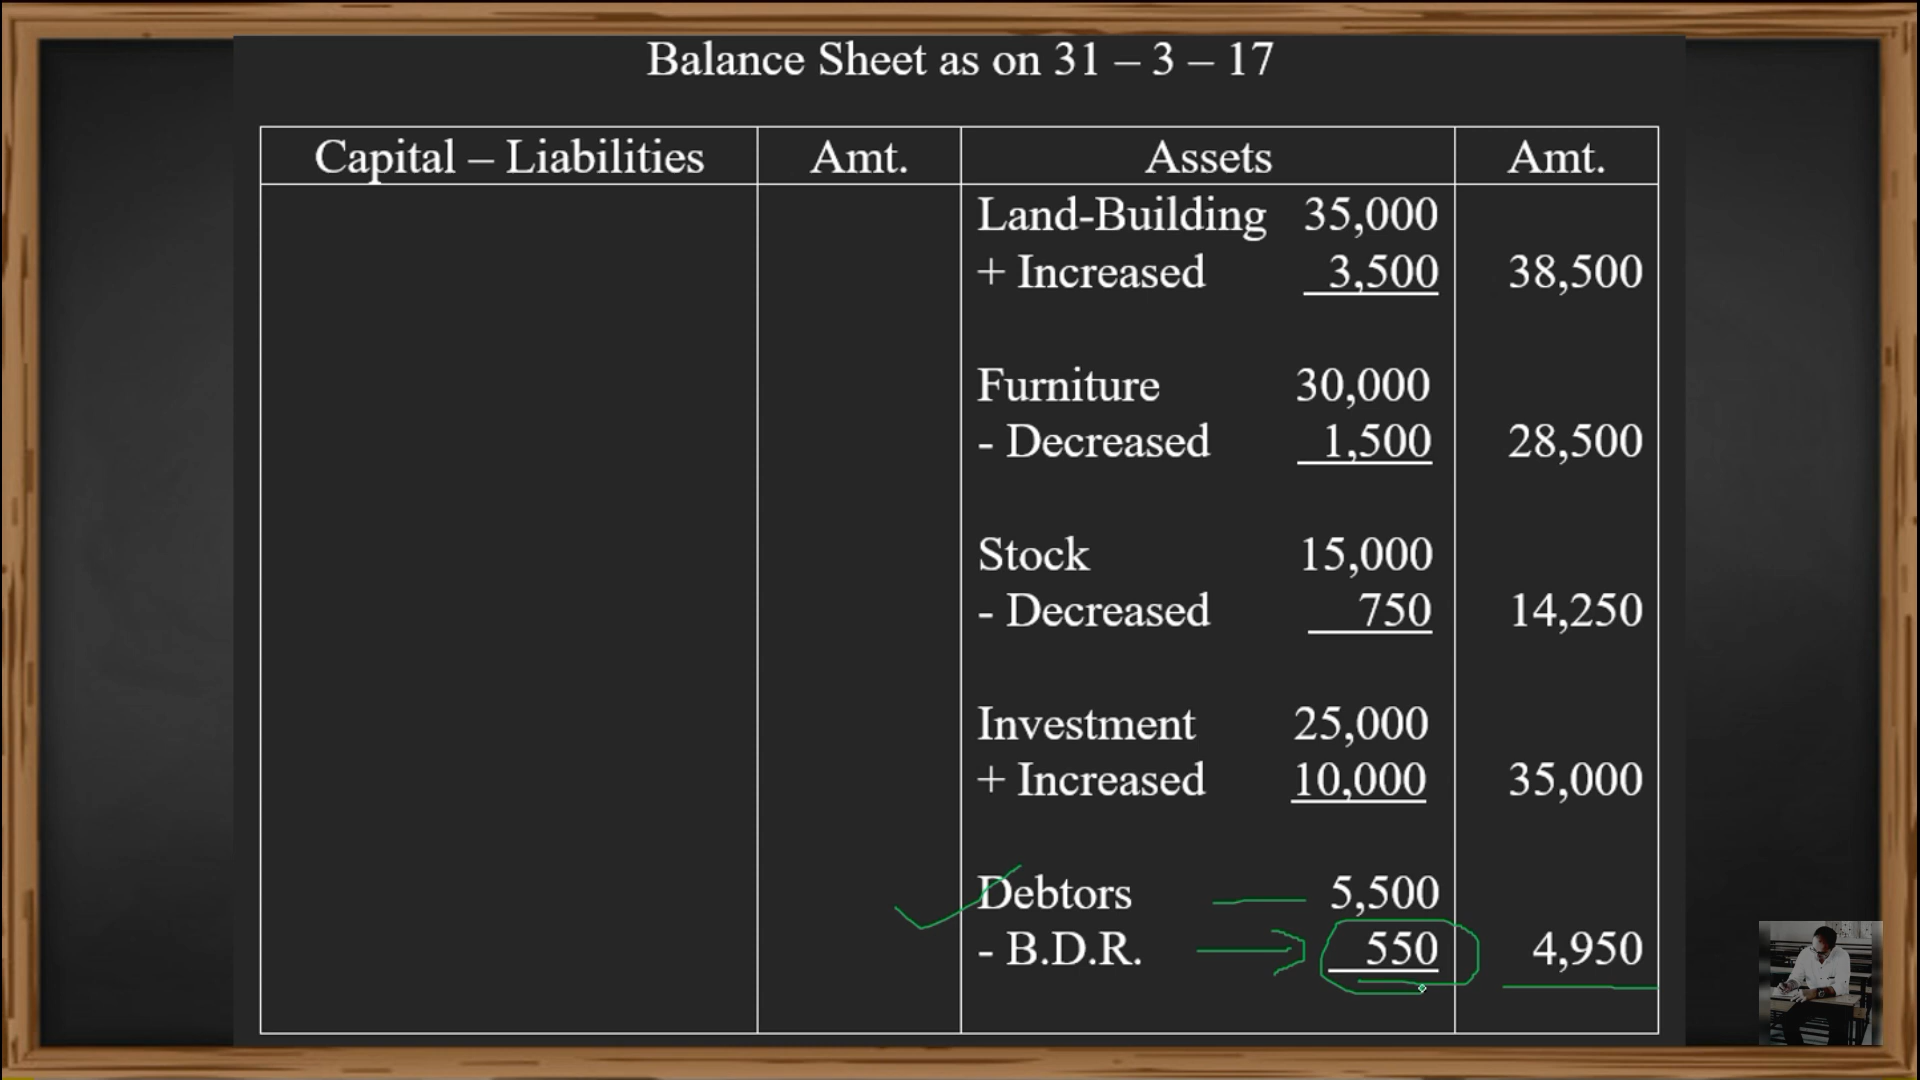 Balance Sheet as on 31 – 3 – 17
Capital – Liabilities Amt. Assets Amt.
Land-Building 35,000
+ Increased 3,500 38,500
Furniture 30,000
- Decreased 1,500 28,500
Stock 15,000
- Decreased 750 14,250
Investment 25,000
+ Increased 10,000 35,000
Debtors 5,500
- B.D.R. 550 4,950